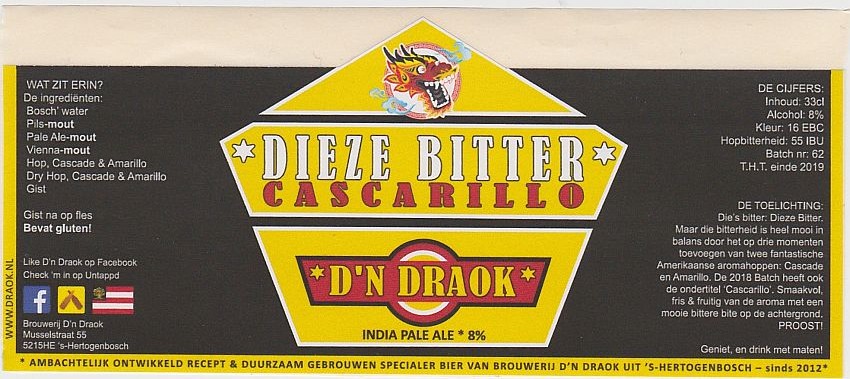 WAT ZIT ERIN?
De ingrediënten:
Bosch' water
Pils-mout
Pale Ale-mout
Vienna-mout
Hop, Cascade & Amarillo
Dry Hop, Cascade & Amarillo
Gist
Gist na op fles
Bevat gluten!
Like D'n Draok op Facebook
Check 'm in op Untappd
Brouwerij D'n Draok
Musselstraat 55
5215HE 's-Hertogenbosch
WWW.DRAOK.NL
* DIEZE BITTER *
CASCARILLO
* D'N DRAOK *
INDIA PALE ALE * 8%
DE CIJFERS:
Inhoud: 33cl
Alcohol: 8%
Kleur: 16 EBC
Hopbitterheid: 55 IBU
Batch nr: 62
T.H.T. einde 2019
DE TOELICHTING:
Die's bitter: Dieze Bitter.
Maar die bitterheid is heel mooi in
balans door het op drie momenten
toevoegen van twee fantastische
Amerikaanse aromahoppen: Cascade
en Amarillo. De 2018 Batch heeft ook
de ondertitel 'Cascarillo'. Smaakvol,
fris & fruitig van de aroma met een
mooie bittere bite op de achtergrond.
PROOST!
Geniet, en drink met maten!
* AMBACHTELIJK ONTWIKKELD RECEPT & DUURZAAM GEBROUWEN SPECIALER BIER VAN BROUWERIJ D'N DRAOK UIT 'S-HERTOGENBOSCH – sinds 2012*